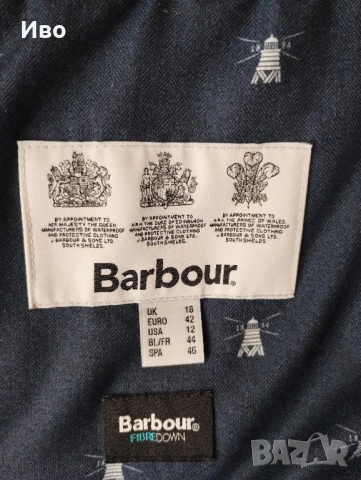 Иво
1894
BY APPOINTMENT TO
HER MAJESTY THE QUEEN
MANUFACTURERS OF WATERPROOF
AND PROTECTIVE CLOTHING
J. BARBOUR & SONS LTD.
SOUTH SHIELDS
BY APPOINTMENT TO
H.R.H. THE DUKE OF EDINBURGH
MANUFACTURERS OF WATERPROOF
AND PROTECTIVE CLOTHING
J. BARBOUR & SONS LTD.
SOUTH SHIELDS
BY APPOINTMENT TO
H.R.H. THE PRINCE OF WALES
MANUFACTURERS OF WATERPROOF
AND PROTECTIVE CLOTHING
J. BARBOUR & SONS LTD.
SOUTH SHIELDS
Barbour®
UK 16
EURO 42
USA 12
BL/FR 44
SPA 46
Barbour®
FIBREDOWN
BAZAR